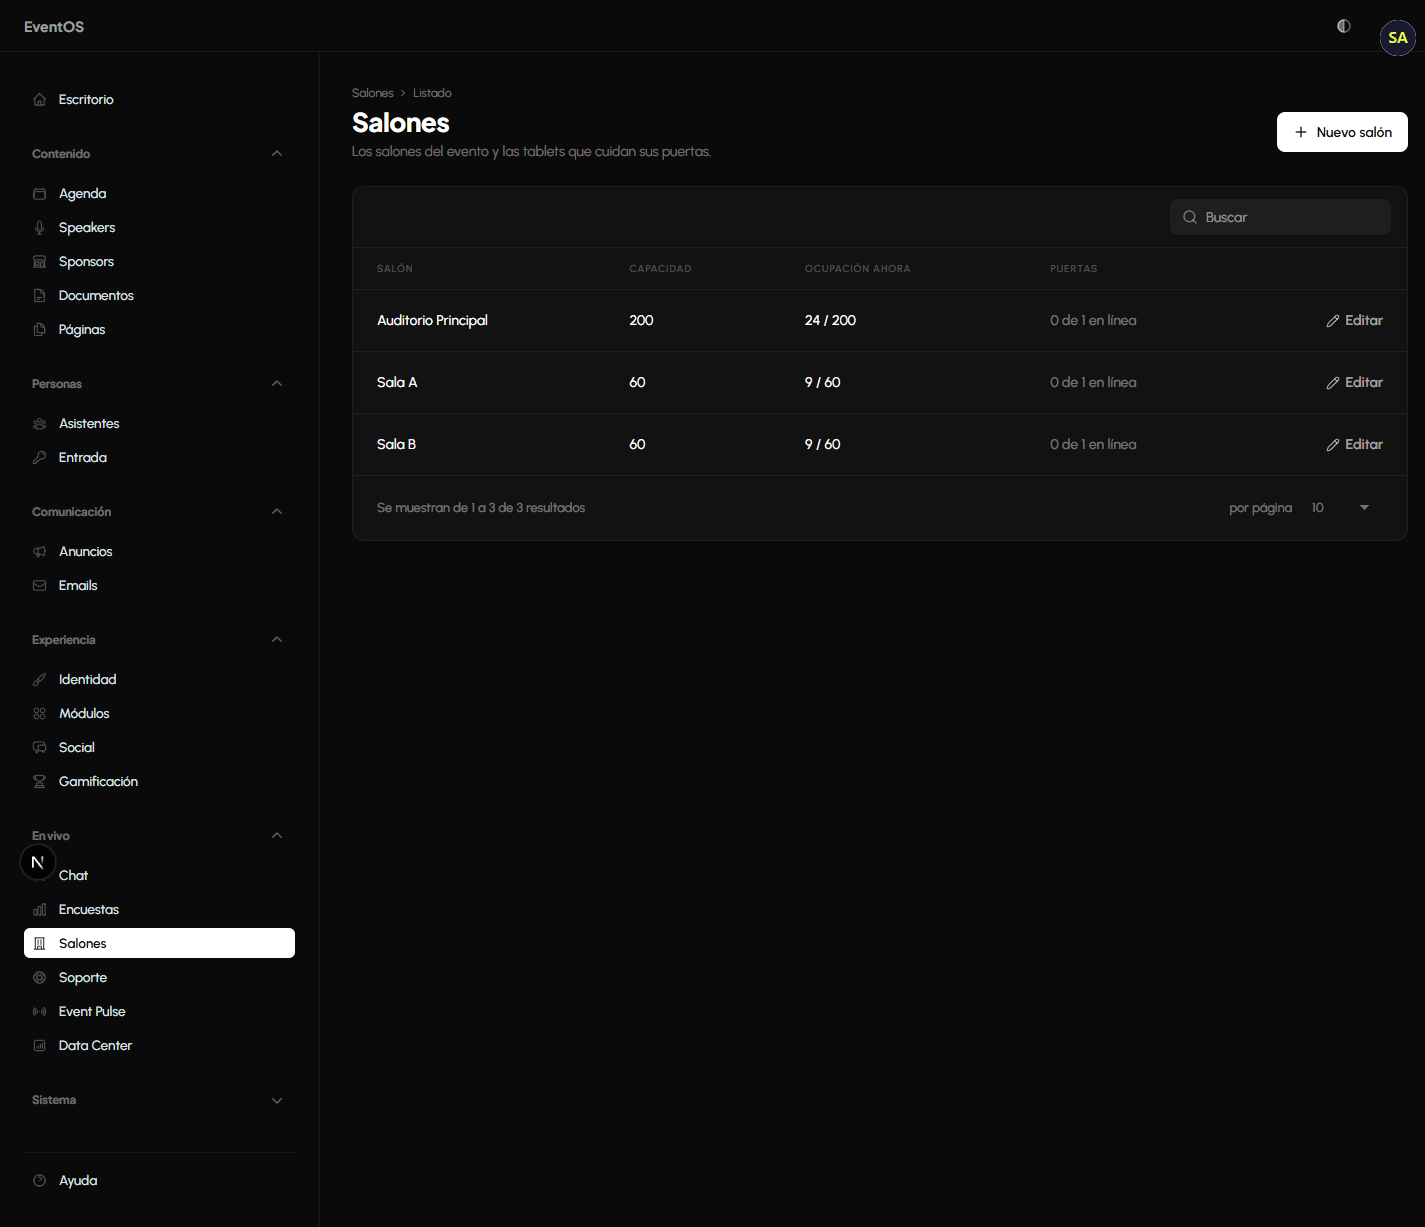 EventOS
SA
Escritorio
Contenido
Agenda
Speakers
Sponsors
Documentos
Páginas
Personas
Asistentes
Entrada
Comunicación
Anuncios
Emails
Experiencia
Identidad
Módulos
Social
Gamificación
En vivo
N
Chat
Encuestas
Salones
Soporte
Event Pulse
Data Center
Sistema
Ayuda
Salones > Listado
Salones
Los salones del evento y las tablets que cuidan sus puertas.
+ Nuevo salón
Buscar
SALÓN CAPACIDAD OCUPACIÓN AHORA PUERTAS
Auditorio Principal 200 24 / 200 0 de 1 en línea Editar
Sala A 60 9 / 60 0 de 1 en línea Editar
Sala B 60 9 / 60 0 de 1 en línea Editar
Se muestran de 1 a 3 de 3 resultados por página 10